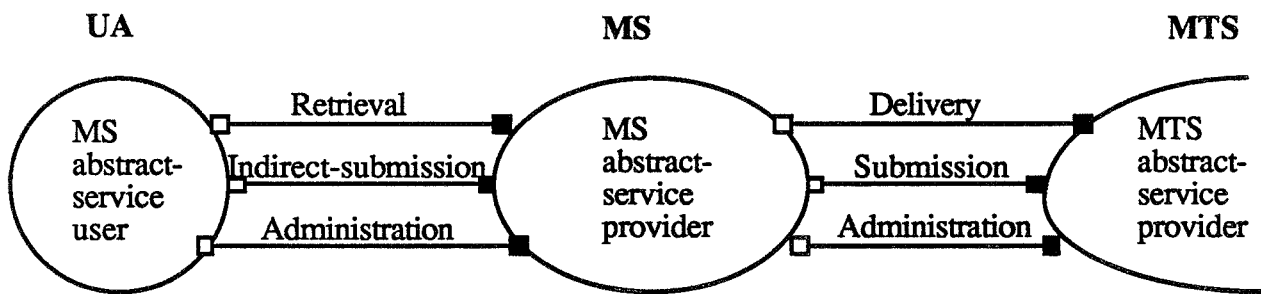 UA
MS
MTS
Retrieval
Delivery
MS
abstract-
service
user
MS
abstract-
service
provider
MTS
abstract-
service
provider
Indirect-submission
Submission
Administration
Administration